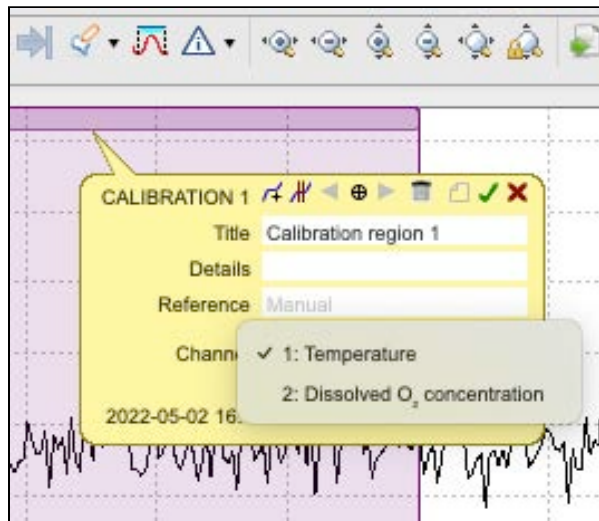 CALIBRATION 1
Title Calibration region 1
Details
Reference Manual
Chann
1: Temperature
2: Dissolved O₂ concentration
2022-05-02 16